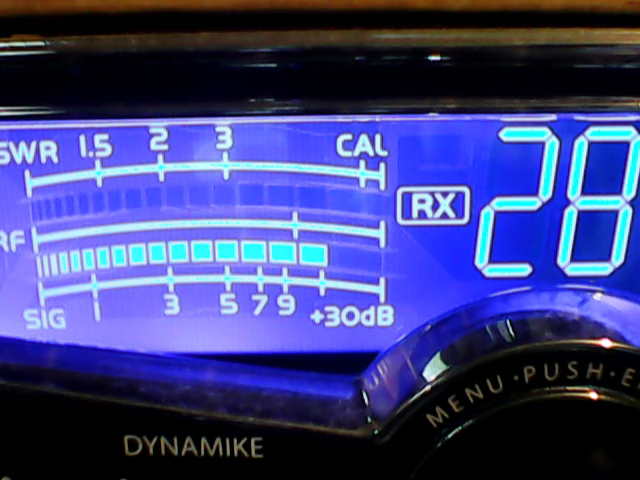 SWR 1.5 2 3 CAL
RX 28
RF
1 3 5 7 9 +30dB
SIG
MENU·PUSH·E
DYNAMIKE